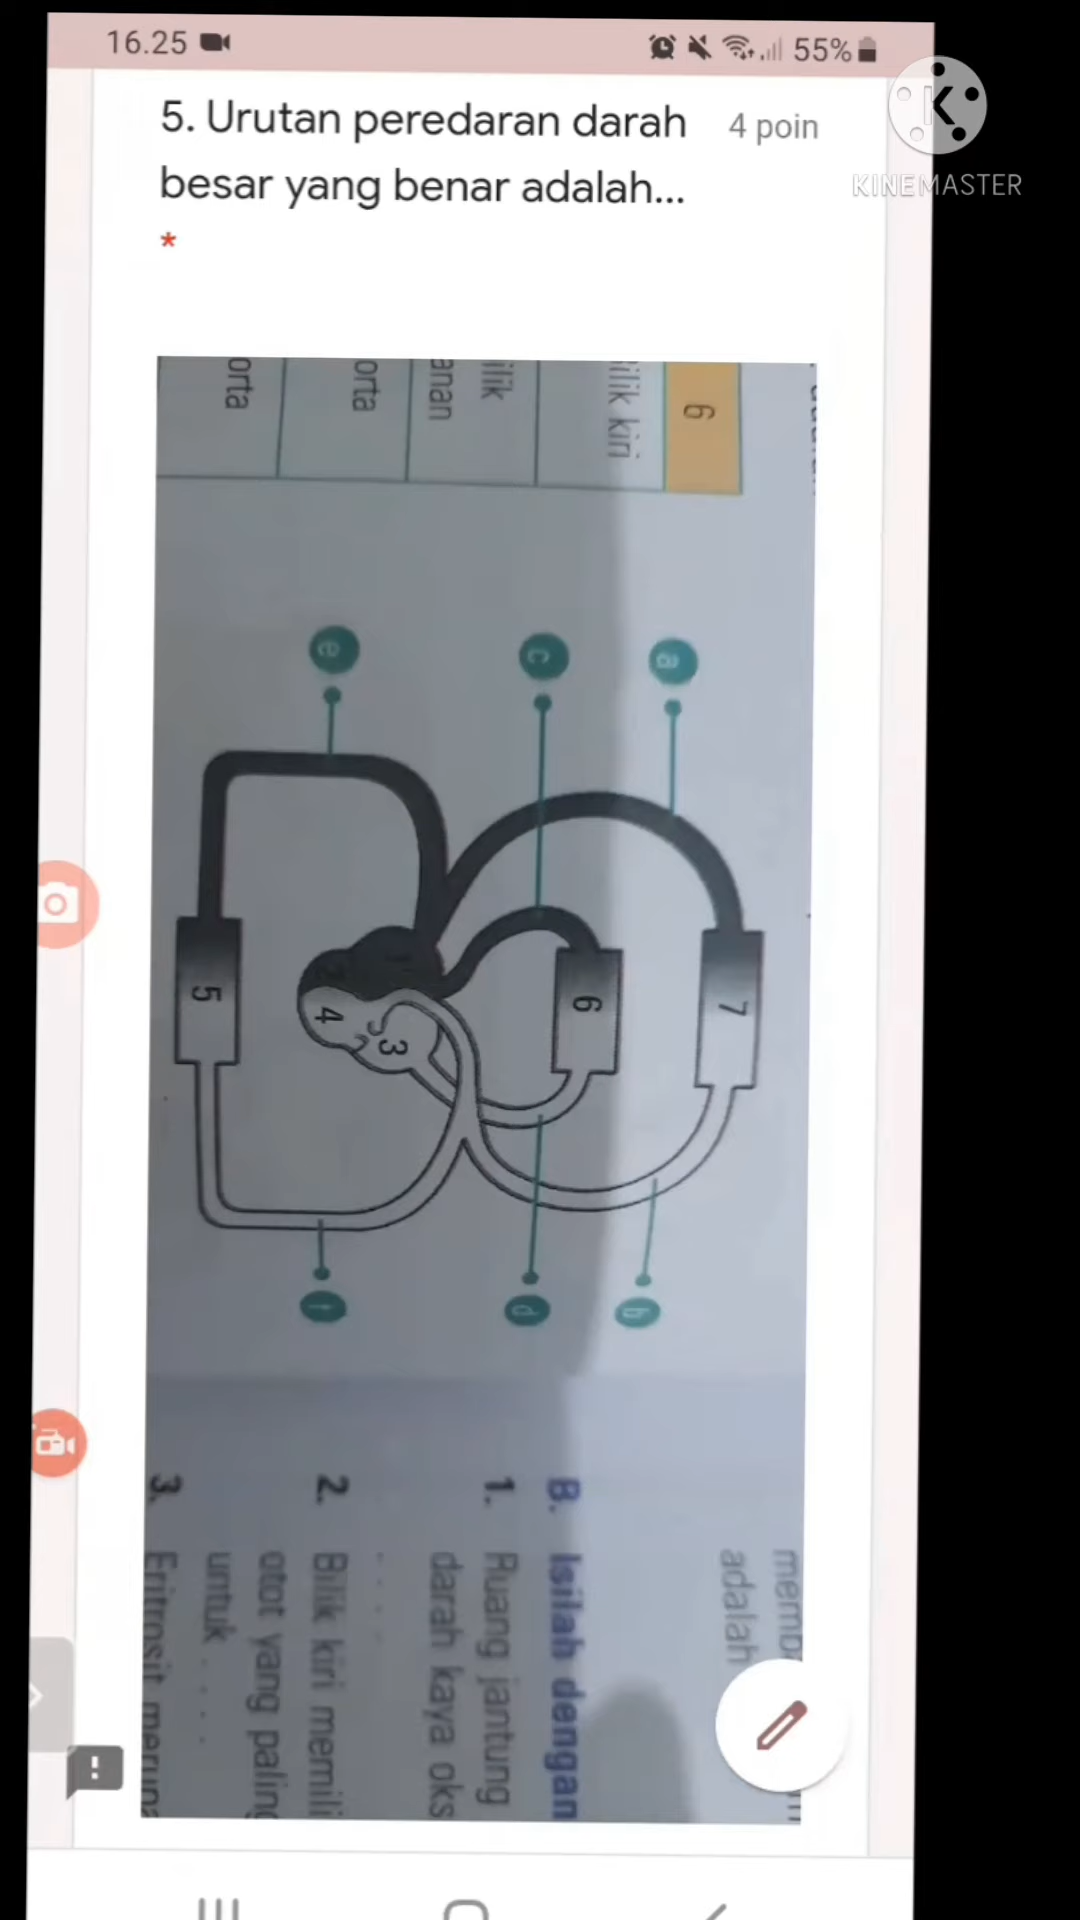 16.25
55%
5. Urutan peredaran darah
4 poin
besar yang benar adalah...
*
KINEMASTER
6
ilik kiri
ilik
anan
orta
orta
a
c
e
7
6
5
4
3
b
d
f
adalah
B. Isilah dengan
1. Ruang jantung
darah kaya oks
....
2. Bilik kiri memili
otot yang paling
untuk ....
3. Eritrosit merup